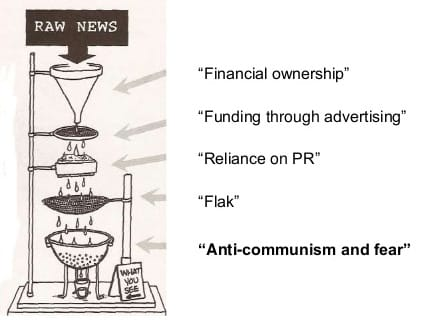 RAW NEWS
“Financial ownership”
“Funding through advertising”
“Reliance on PR”
“Flak”
“Anti-communism and fear”
WHAT
YOU
SEE